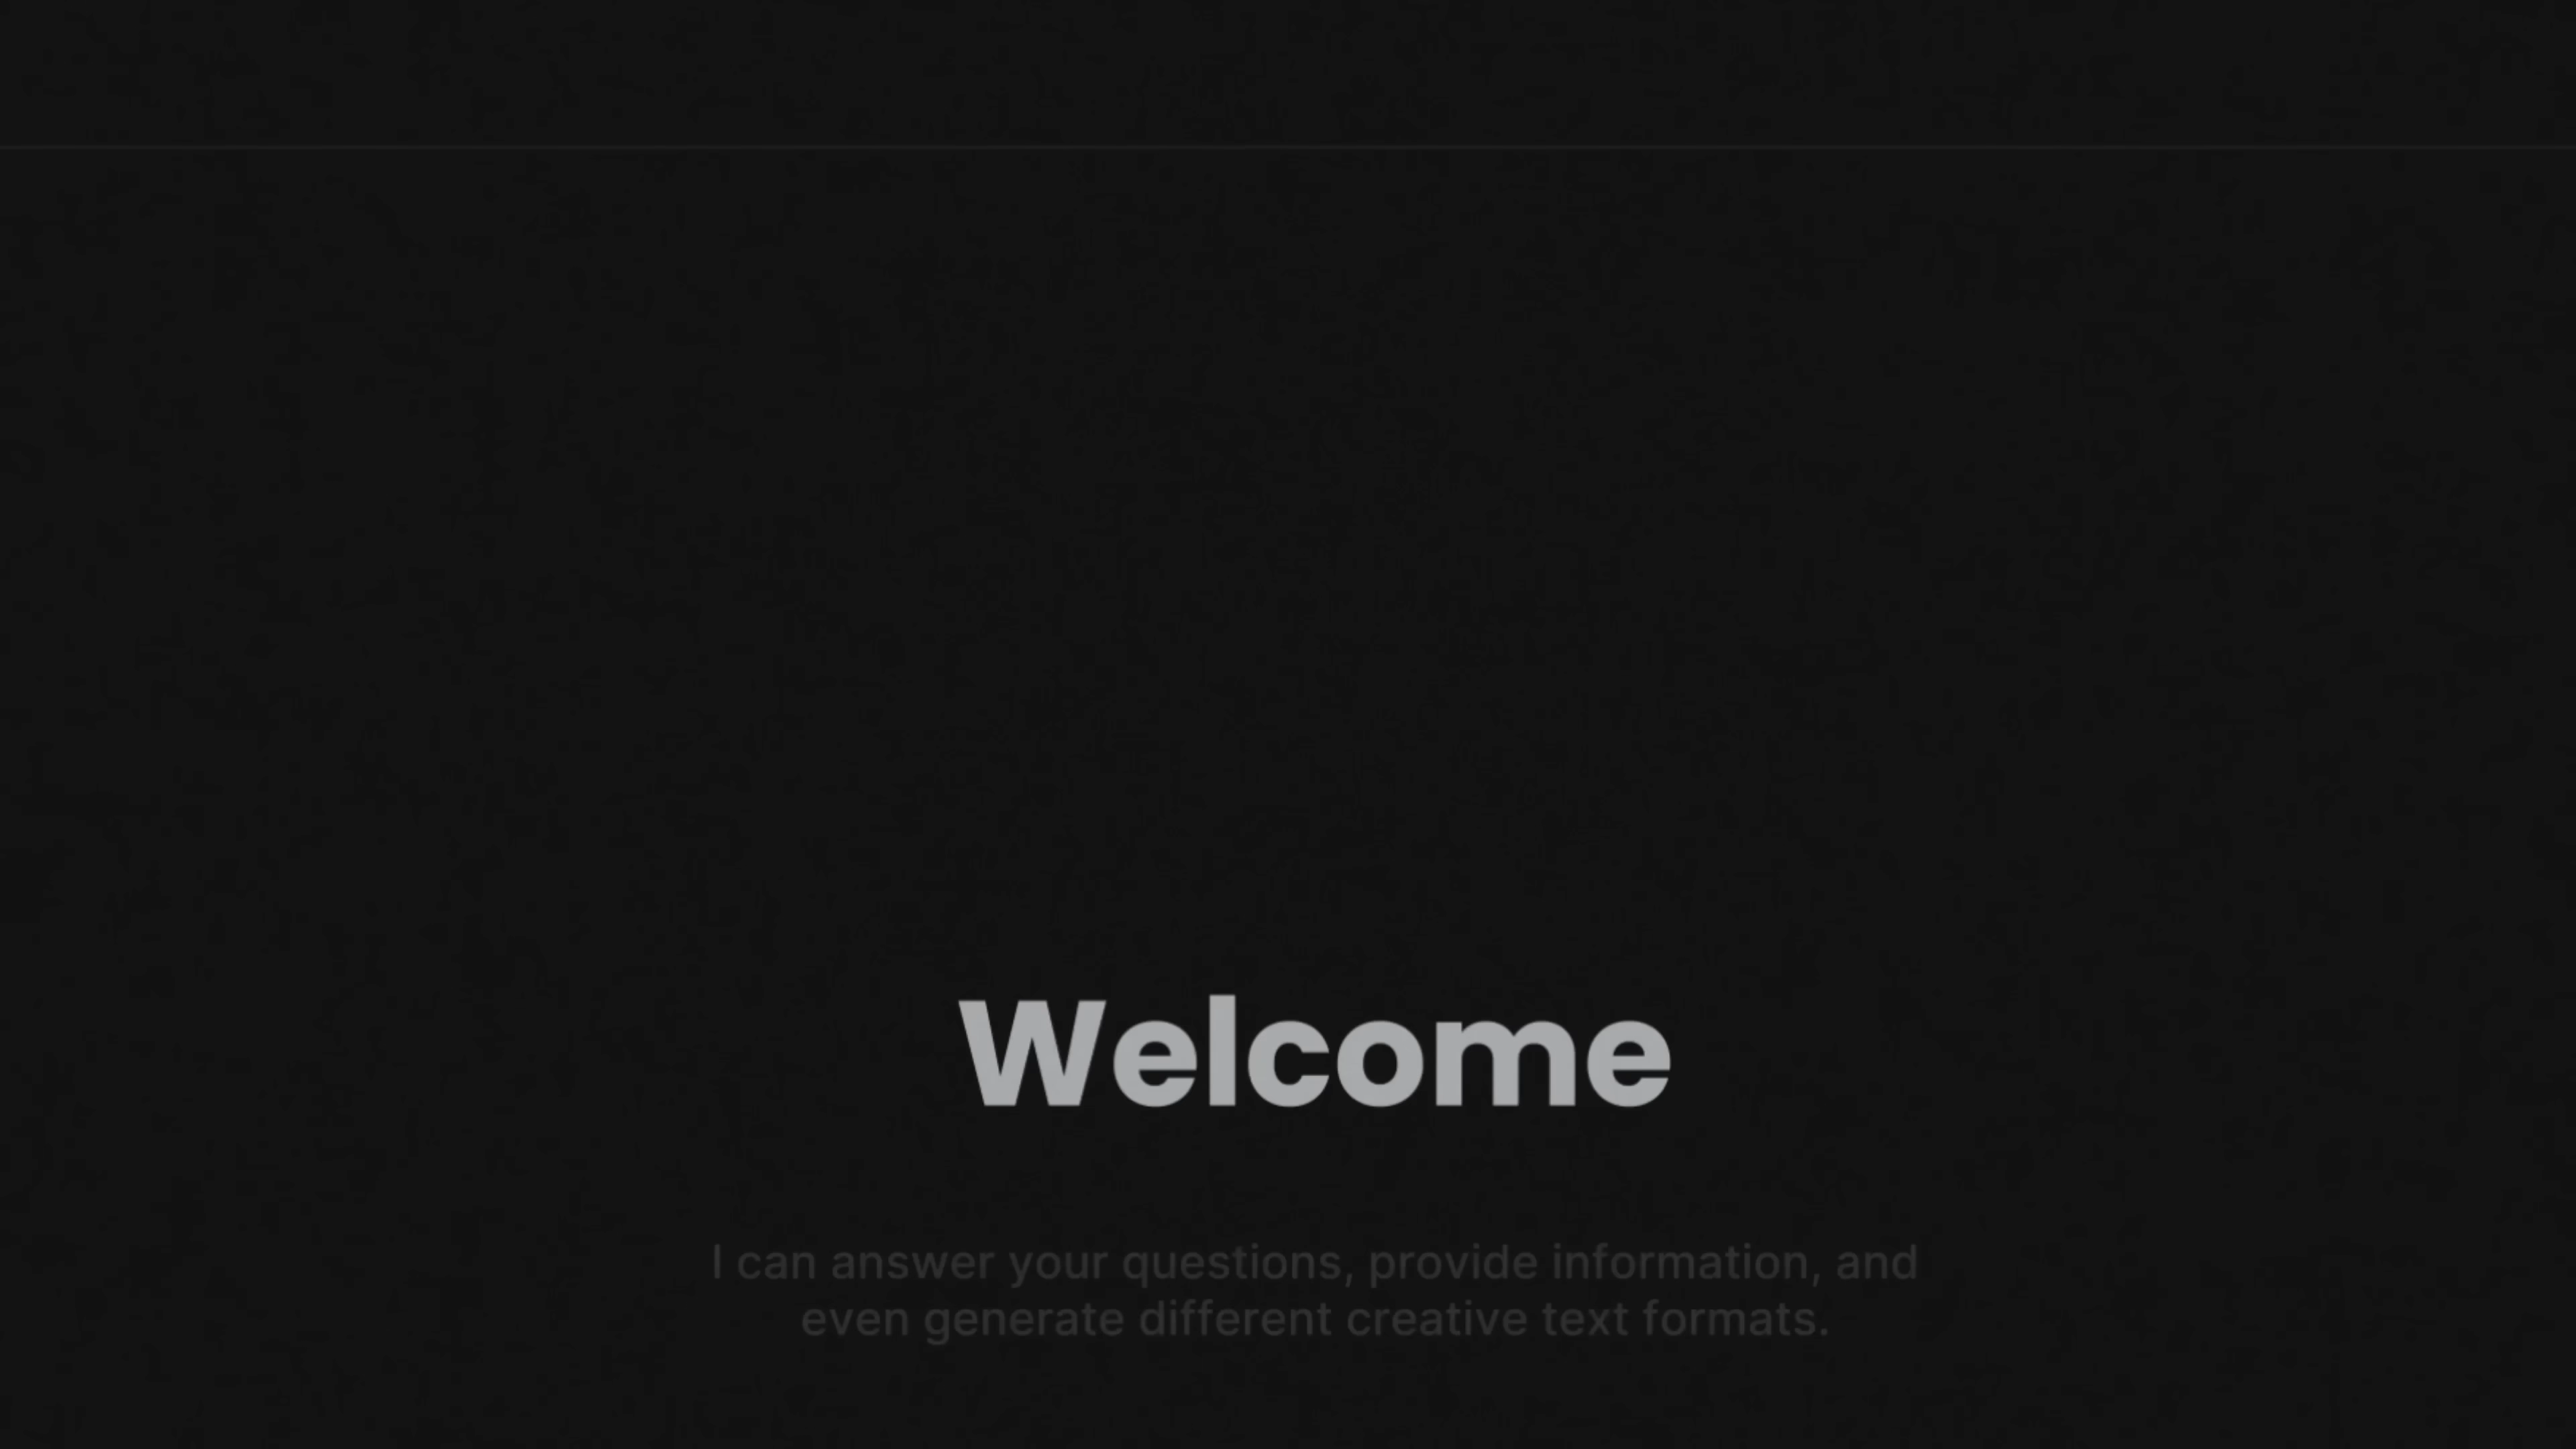 Welcome
I can answer your questions, provide information, and
even generate different creative text formats.